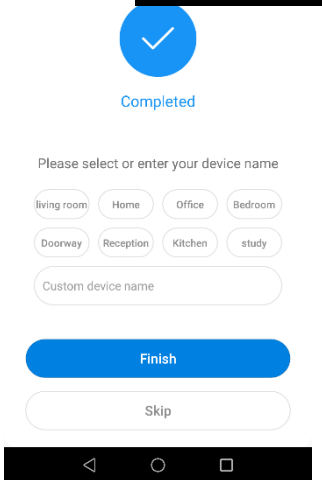 Completed
Please select or enter your device name
living room Home Office Bedroom
Doorway Reception Kitchen study
Custom device name
Finish
Skip